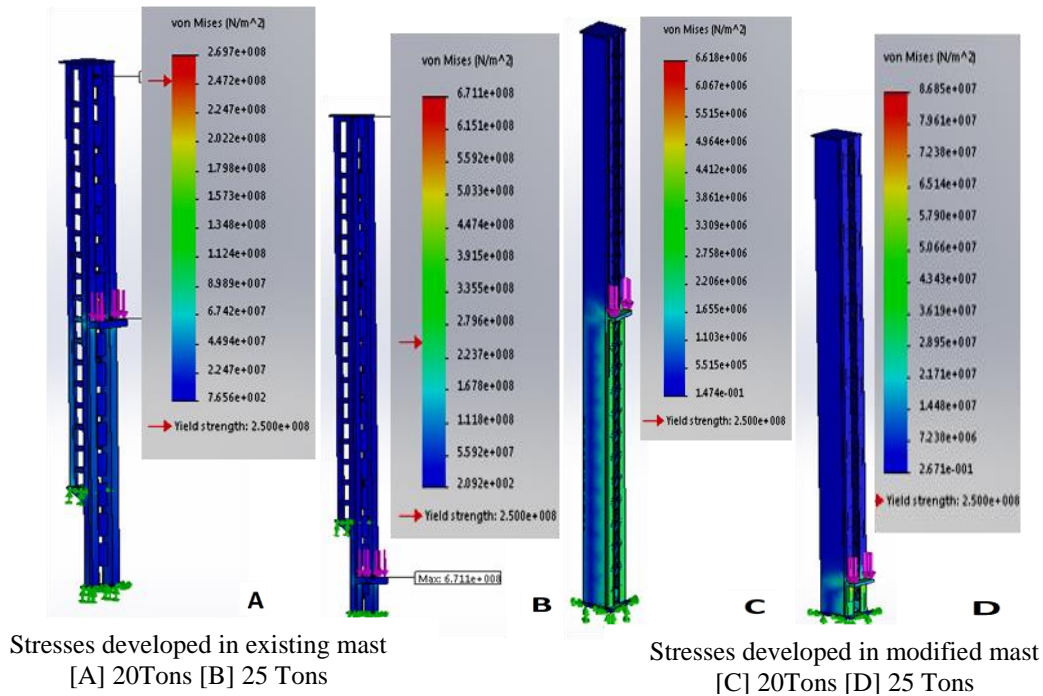 von Mises (N/m^2)
2.697e+008
2.472e+008
2.247e+008
2.022e+008
1.798e+008
1.573e+008
1.348e+008
1.124e+008
8.989e+007
6.742e+007
4.494e+007
2.247e+007
7.656e+002
Yield strength: 2.500e+008
A
von Mises (N/m^2)
6.711e+008
6.151e+008
5.592e+008
5.033e+008
4.474e+008
3.915e+008
3.355e+008
2.796e+008
2.237e+008
1.678e+008
1.118e+008
5.592e+007
2.092e+002
Yield strength: 2.500e+008
Max: 6.711e+008
B
von Mises (N/m^2)
6.618e+006
6.067e+006
5.515e+006
4.964e+006
4.412e+006
3.861e+006
3.309e+006
2.758e+006
2.206e+006
1.655e+006
1.103e+006
5.515e+005
1.474e-001
Yield strength: 2.500e+008
C
von Mises (N/m^2)
8.685e+007
7.961e+007
7.238e+007
6.514e+007
5.790e+007
5.066e+007
4.343e+007
3.619e+007
2.895e+007
2.171e+007
1.448e+007
7.238e+006
2.671e-001
Yield strength: 2.500e+008
D
Stresses developed in existing mast
[A] 20Tons [B] 25 Tons
Stresses developed in modified mast
[C] 20Tons [D] 25 Tons